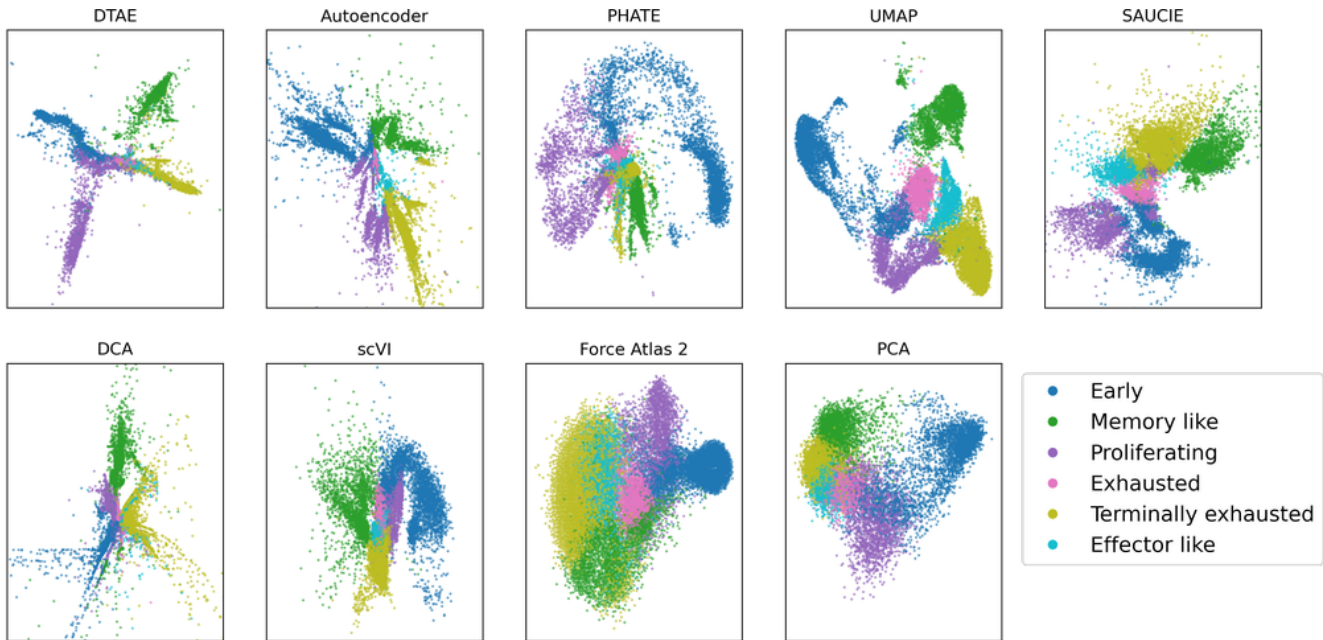 DTAE
Autoencoder
PHATE
UMAP
SAUCIE
DCA
scVI
Force Atlas 2
PCA
Early
Memory like
Proliferating
Exhausted
Terminally exhausted
Effector like